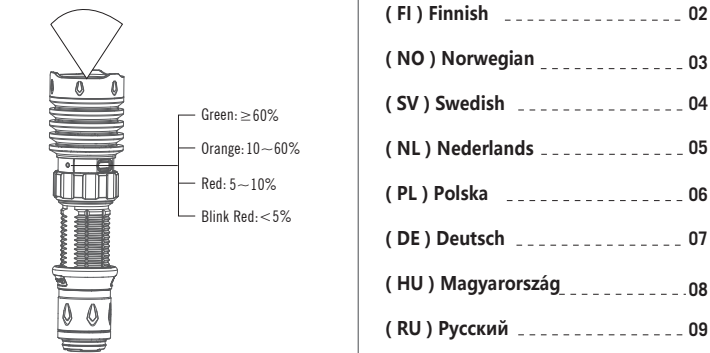 Green: ≥60%
Orange: 10~60%
Red: 5~10%
Blink Red: <5%
( FI ) Finnish 02
( NO ) Norwegian 03
( SV ) Swedish 04
( NL ) Nederlands 05
( PL ) Polska 06
( DE ) Deutsch 07
( HU ) Magyarország 08
( RU ) Русский 09